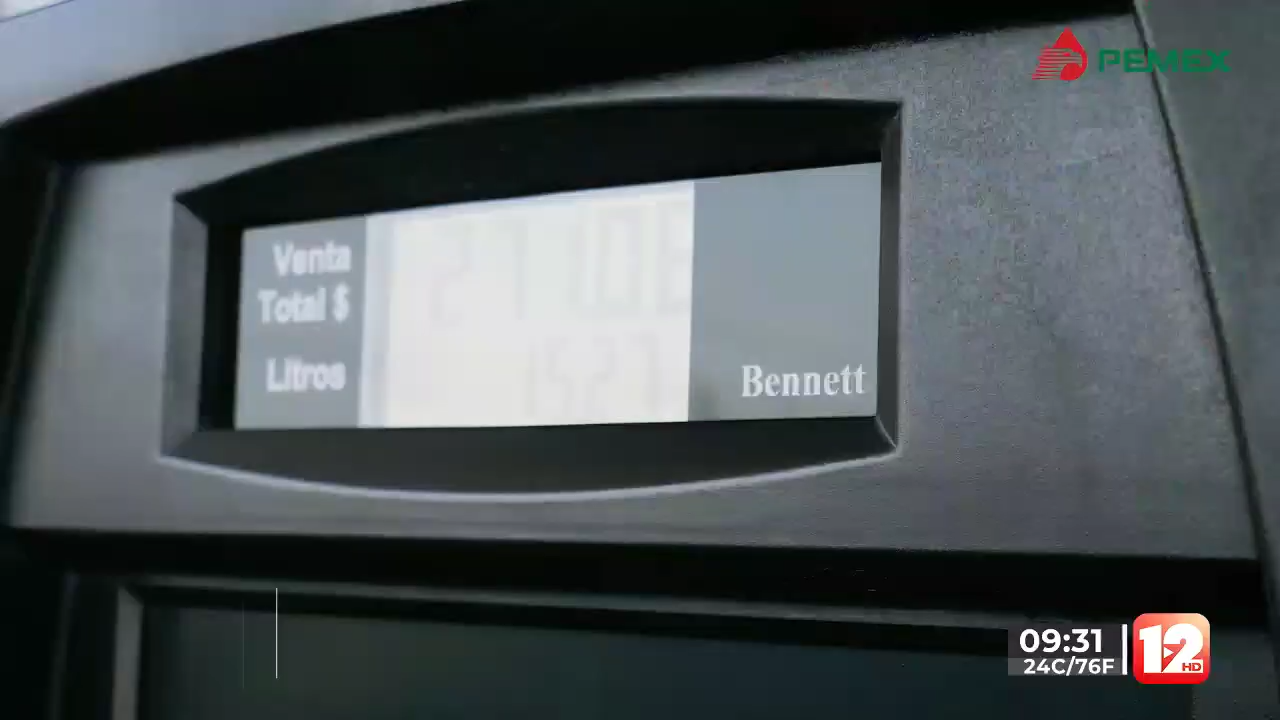 PEMEX
Venta
Total $
Litros
Bennett
09:31
24C/76F
12
HD